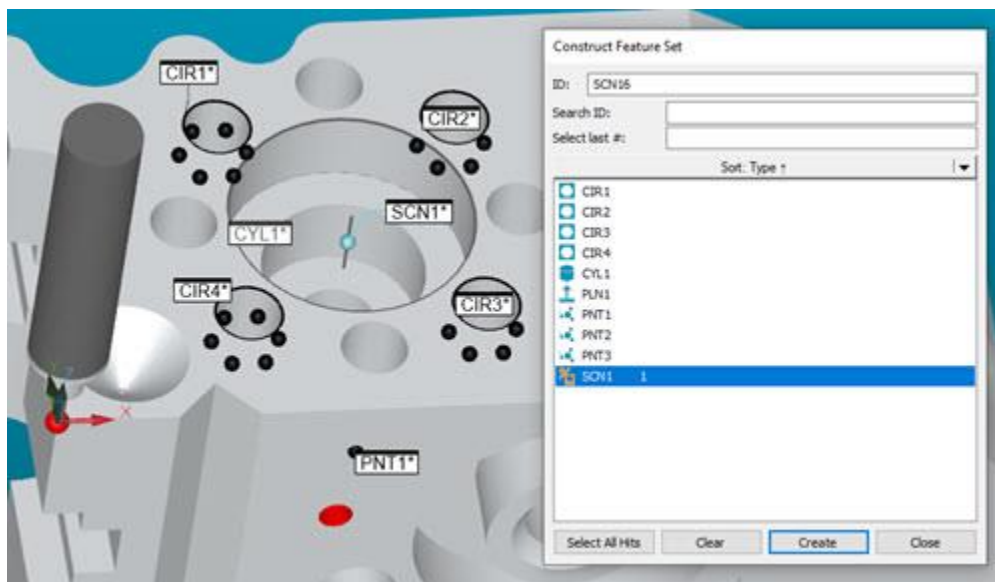 Construct Feature Set
ID: SCN16
Search ID:
Select last #:
Sort: Type ↑
CIR1
CIR2
CIR3
CIR4
CYL1
PLN1
PNT1
PNT2
PNT3
SCN1 1
Select All Hits Clear Create Close
CIR1*
CIR2*
SCN1*
CYL1*
CIR4*
CIR3*
X
PNT1*